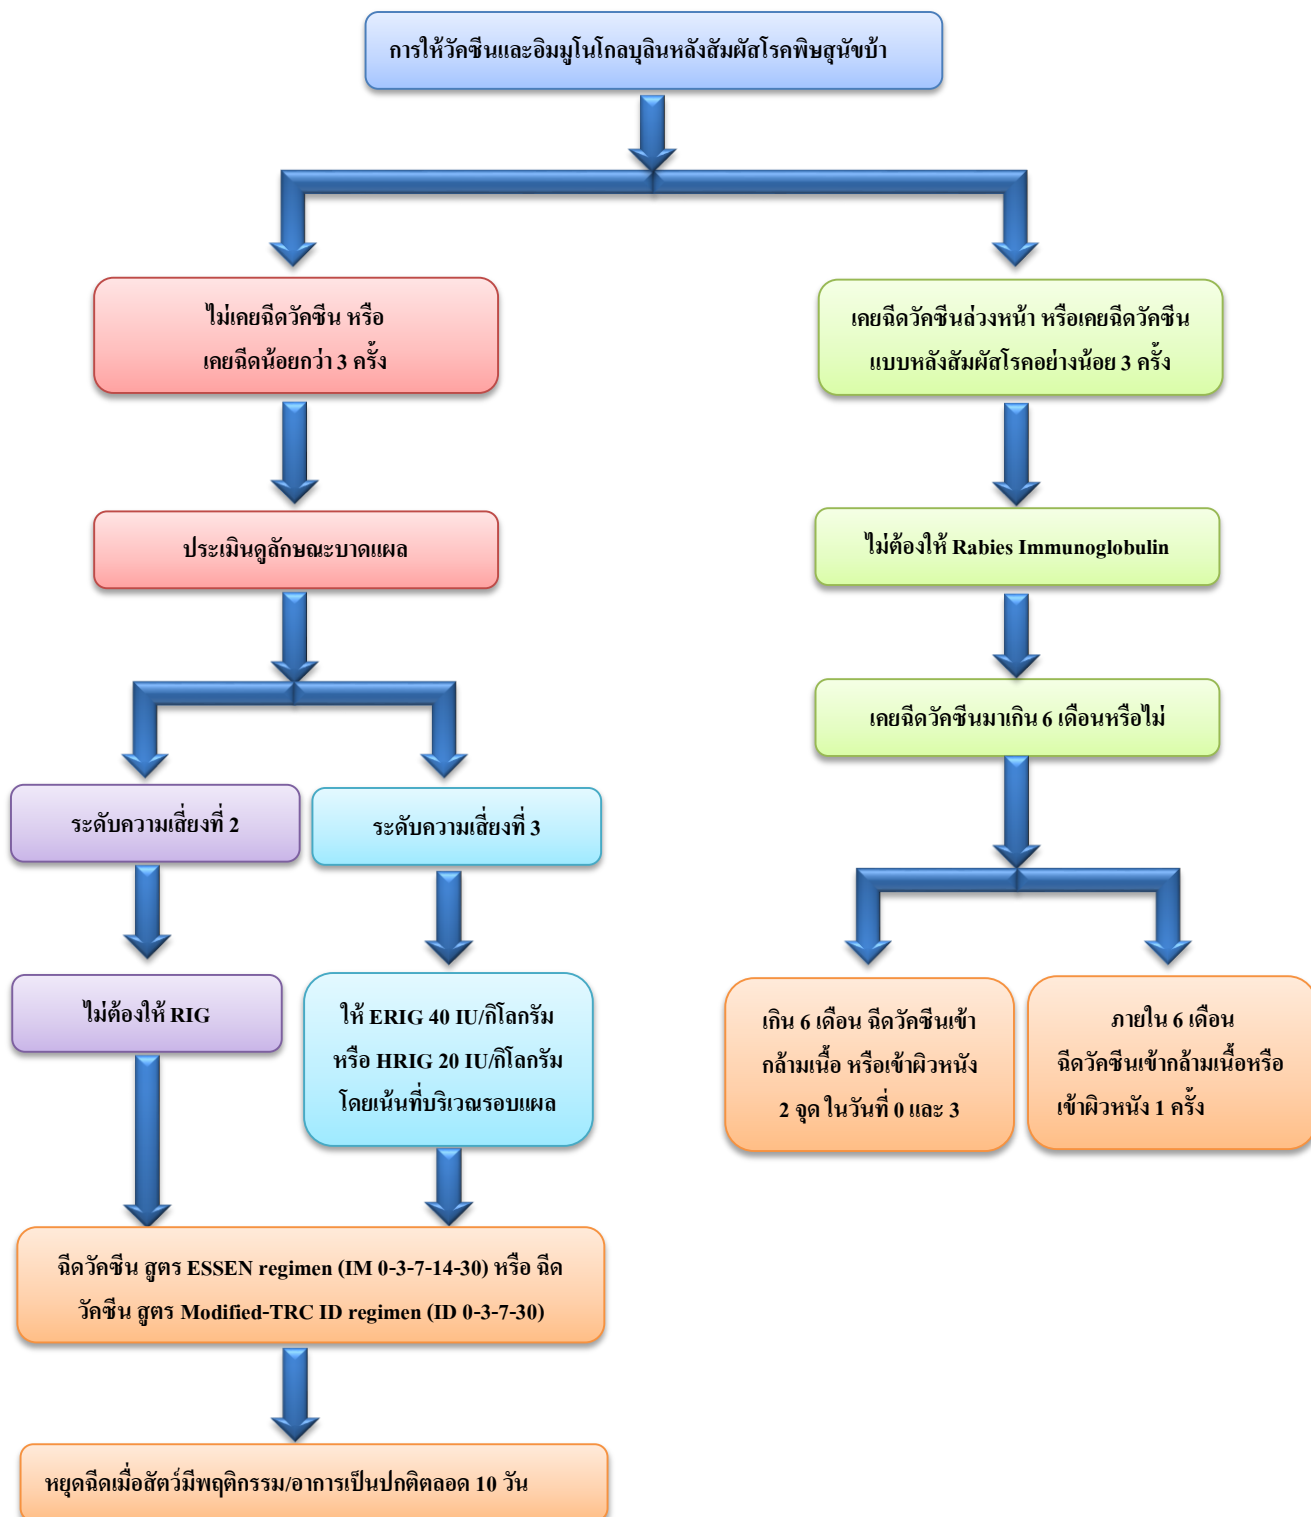 การให้วัคซีนและอิมมูโนโกลบุลินหลังสัมผัสโรคพิษสุนัขบ้า
ไม่เคยฉีดวัคซีน หรือ
เคยฉีดน้อยกว่า 3 ครั้ง
เคยฉีดวัคซีนล่วงหน้า หรือเคยฉีดวัคซีน
แบบหลังสัมผัสโรคอย่างน้อย 3 ครั้ง
ประเมินดูลักษณะบาดแผล
ไม่ต้องให้ Rabies Immunoglobulin
เคยฉีดวัคซีนมาเกิน 6 เดือนหรือไม่
ระดับความเสี่ยงที่ 2
ระดับความเสี่ยงที่ 3
ไม่ต้องให้ RIG
ให้ ERIG 40 IU/กิโลกรัม
หรือ HRIG 20 IU/กิโลกรัม
โดยเน้นที่บริเวณรอบแผล
เกิน 6 เดือน ฉีดวัคซีนเข้า
กล้ามเนื้อ หรือเข้าผิวหนัง
2 จุด ในวันที่ 0 และ 3
ภายใน 6 เดือน
ฉีดวัคซีนเข้ากล้ามเนื้อหรือ
เข้าผิวหนัง 1 ครั้ง
ฉีดวัคซีน สูตร ESSEN regimen (IM 0-3-7-14-30) หรือ ฉีด
วัคซีน สูตร Modified-TRC ID regimen (ID 0-3-7-30)
หยุดฉีดเมื่อสัตว์มีพฤติกรรม/อาการเป็นปกติตลอด 10 วัน